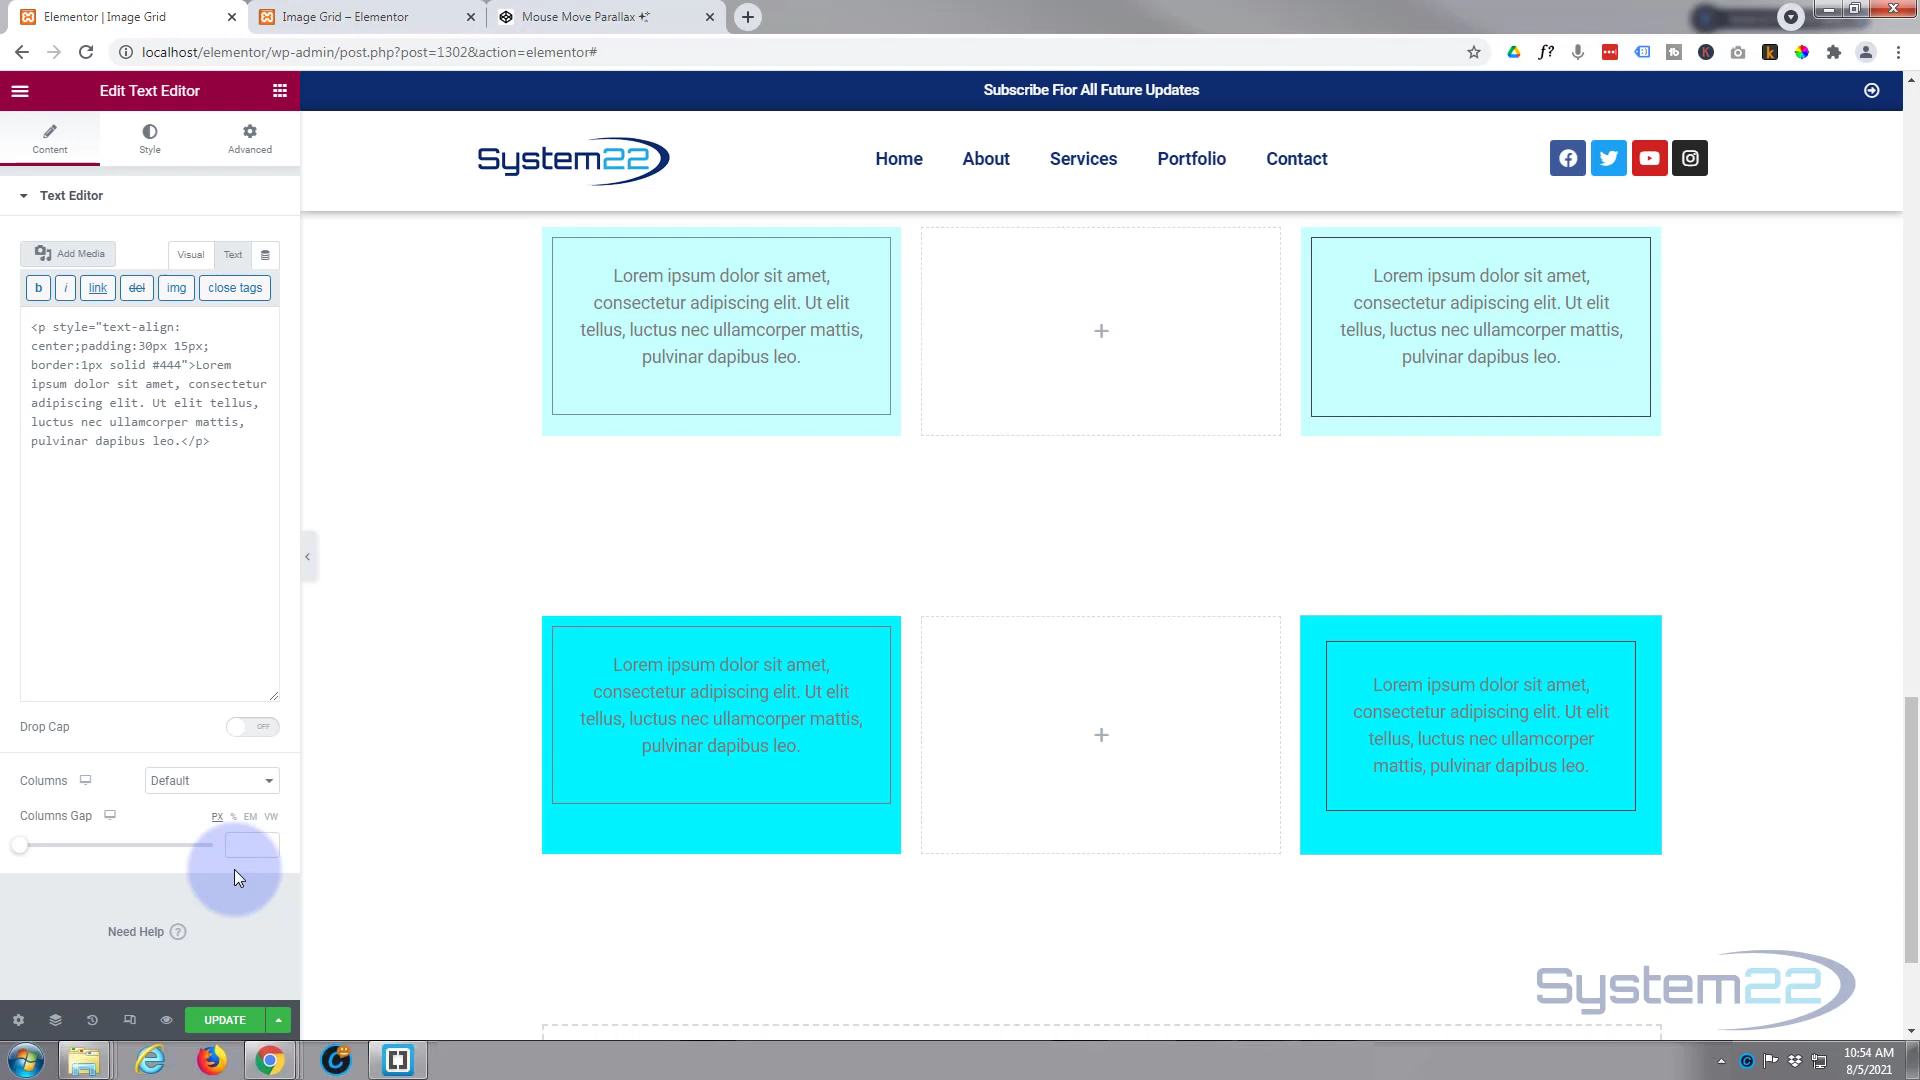 Elementor | Image Grid
Image Grid – Elementor
Mouse Move Parallax
localhost/elementor/wp-admin/post.php?post=1302&action=elementor#
Edit Text Editor
Content
Style
Advanced
Text Editor
Add Media
Visual
Text
b
i
link
del
img
close tags
<p style="text-align:
center;padding:30px 15px;
border:1px solid #444">Lorem
ipsum dolor sit amet, consectetur
adipiscing elit. Ut elit tellus,
luctus nec ullamcorper mattis,
pulvinar dapibus leo.</p>
Drop Cap
OFF
Columns
Default
Columns Gap
PX % EM VW
Need Help ?
UPDATE
Subscribe Fior All Future Updates
System22
Home
About
Services
Portfolio
Contact
Lorem ipsum dolor sit amet,
consectetur adipiscing elit. Ut elit
tellus, luctus nec ullamcorper mattis,
pulvinar dapibus leo.
Lorem ipsum dolor sit amet,
consectetur adipiscing elit. Ut elit
tellus, luctus nec ullamcorper mattis,
pulvinar dapibus leo.
Lorem ipsum dolor sit amet,
consectetur adipiscing elit. Ut elit
tellus, luctus nec ullamcorper mattis,
pulvinar dapibus leo.
Lorem ipsum dolor sit amet,
consectetur adipiscing elit. Ut elit
tellus, luctus nec ullamcorper
mattis, pulvinar dapibus leo.
System22
10:54 AM
8/5/2021